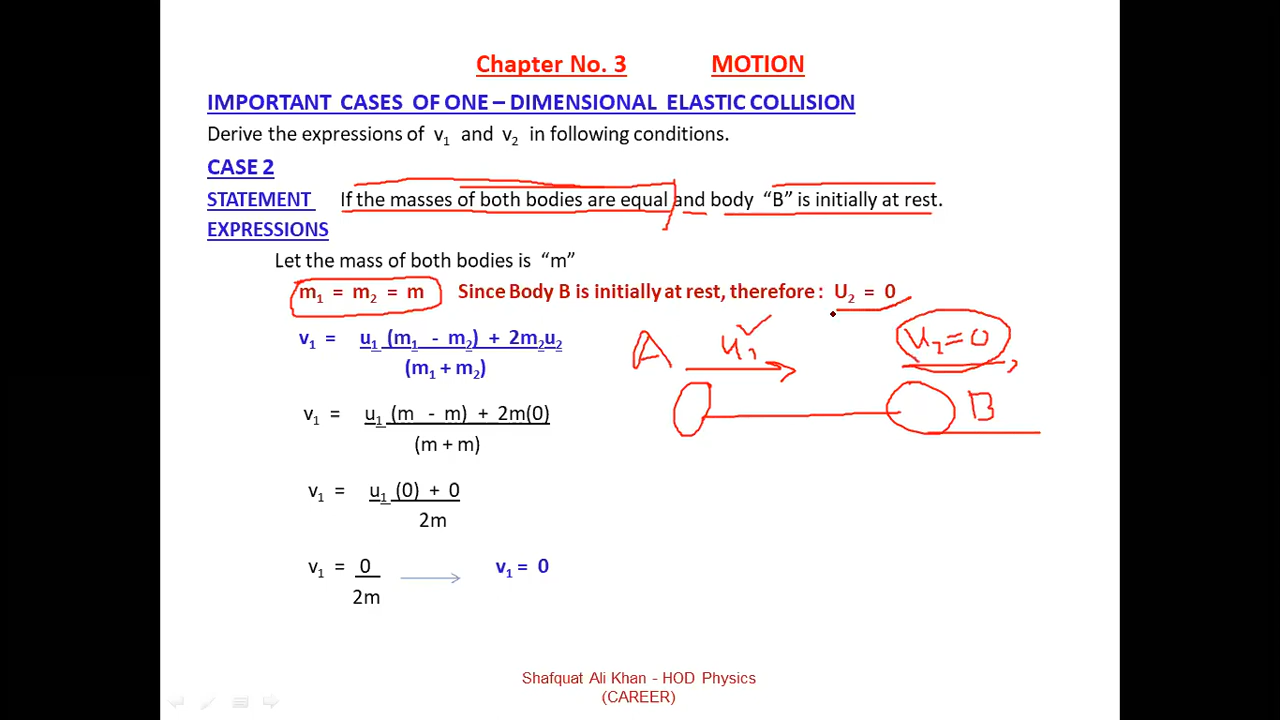 Chapter No. 3 MOTION
IMPORTANT CASES OF ONE – DIMENSIONAL ELASTIC COLLISION
Derive the expressions of v₁ and v₂ in following conditions.
CASE 2
STATEMENT If the masses of both bodies are equal and body “B” is initially at rest.
EXPRESSIONS
Let the mass of both bodies is “m”
m₁ = m₂ = m Since Body B is initially at rest, therefore : U₂ = 0
v₁ = u₁ (m₁ - m₂) + 2m₂u₂
(m₁ + m₂)
A u₁ u₂=0,
B
v₁ = u₁ (m - m) + 2m(0)
(m + m)
v₁ = u₁ (0) + 0
2m
v₁ = 0 v₁ = 0
2m
Shafquat Ali Khan - HOD Physics
(CAREER)